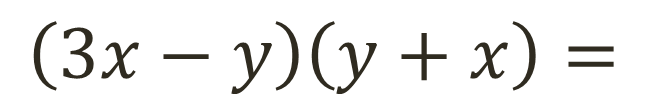 (3x − y)(y + x) =